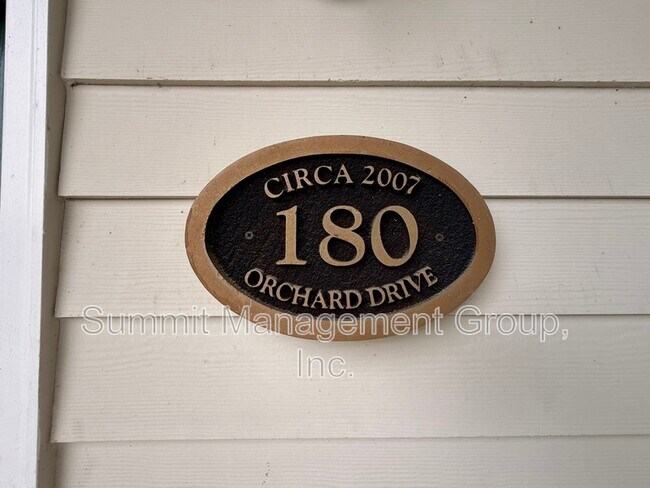 CIRCA 2007
180
ORCHARD DRIVE
Summit Management Group,
Inc.